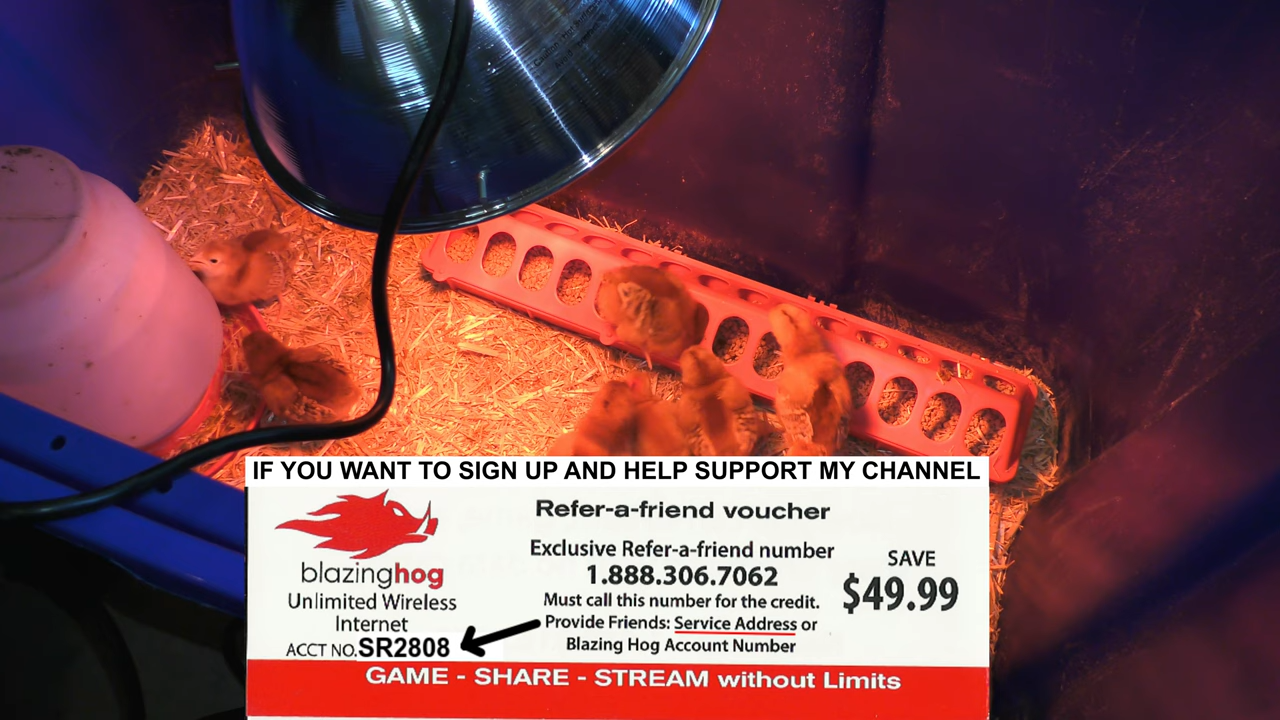 IF YOU WANT TO SIGN UP AND HELP SUPPORT MY CHANNEL
Refer-a-friend voucher
Exclusive Refer-a-friend number
1.888.306.7062
Must call this number for the credit.
Provide Friends: Service Address or
Blazing Hog Account Number
SAVE
$49.99
blazinghog
Unlimited Wireless
Internet
ACCT NO.SR2808
GAME - SHARE - STREAM without Limits